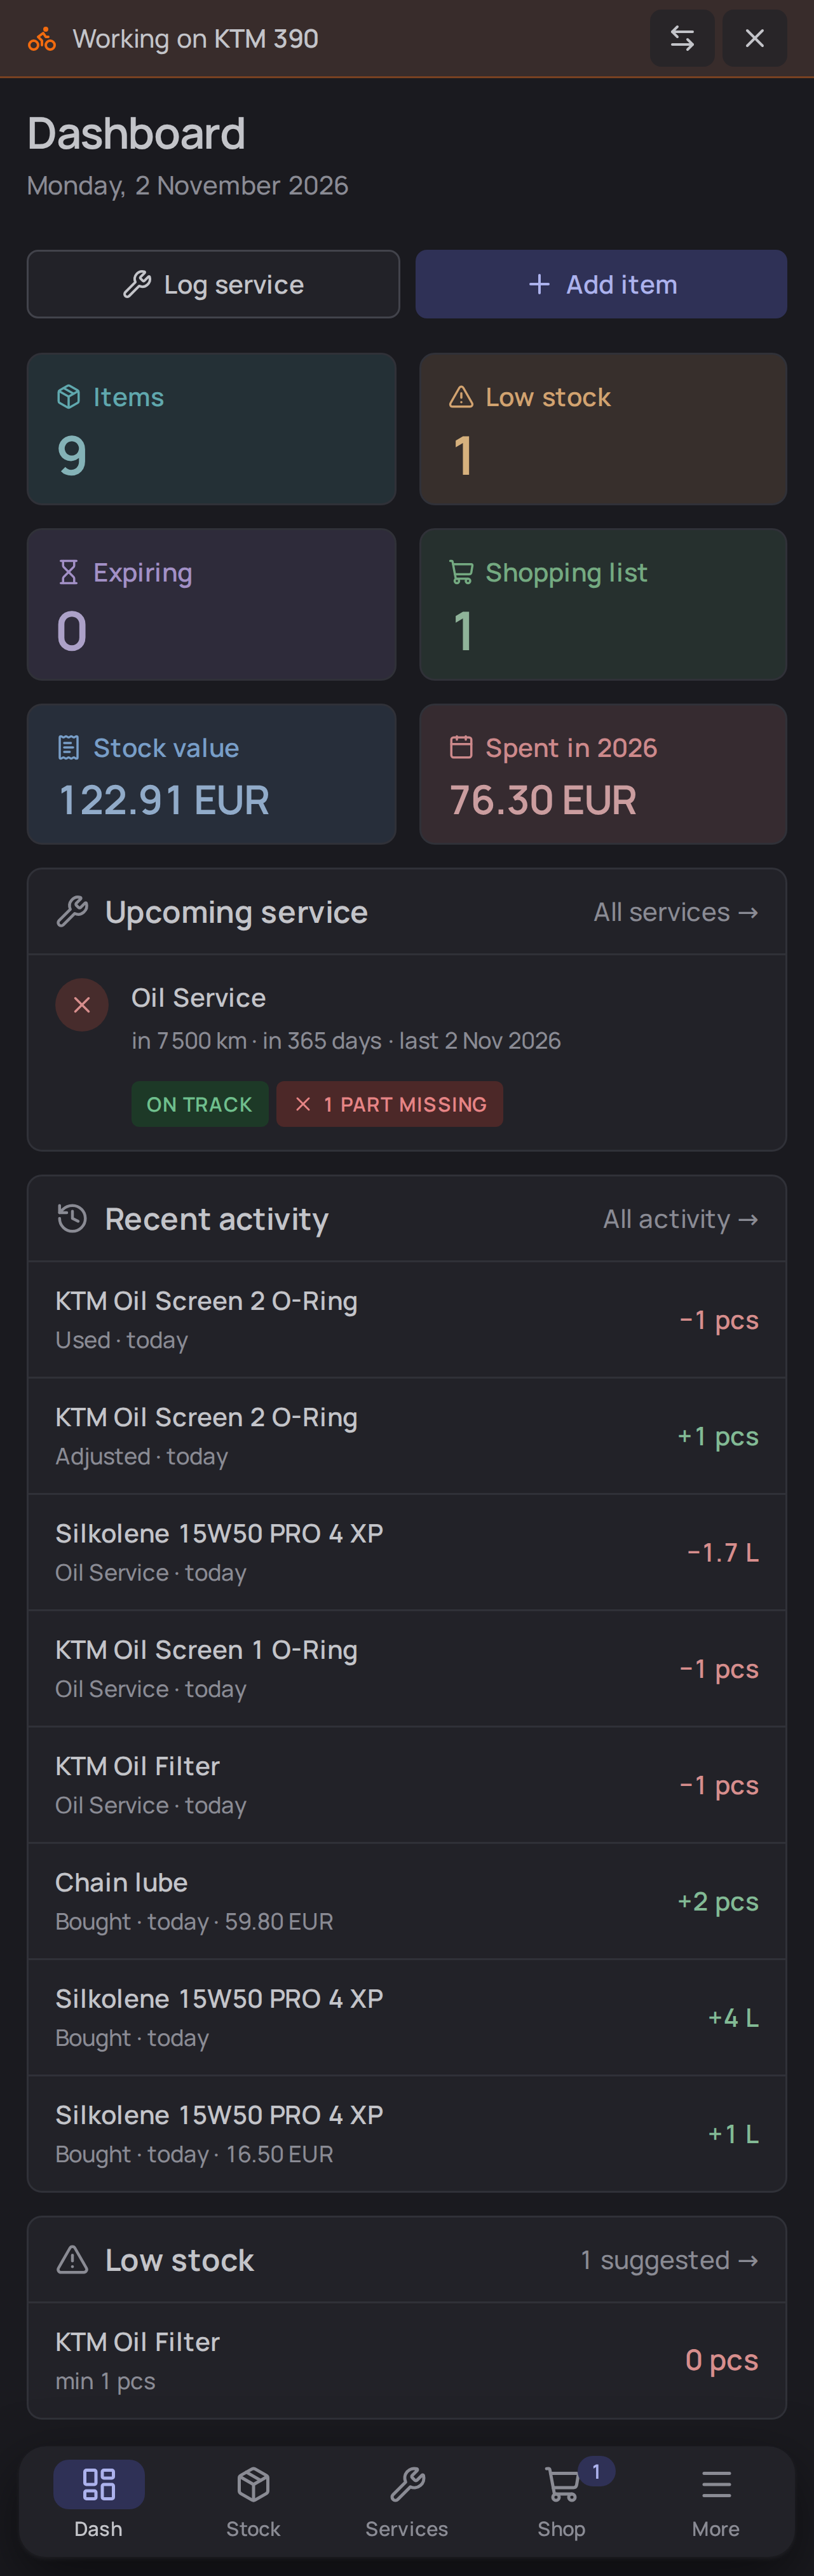 Working on KTM 390
Dashboard
Monday, 2 November 2026
Log service
Add item
Items
9
Low stock
1
Expiring
0
Shopping list
1
Stock value
122.91 EUR
Spent in 2026
76.30 EUR
Upcoming service
All services →
Oil Service
in 7 500 km · in 365 days · last 2 Nov 2026
ON TRACK
1 PART MISSING
Recent activity
All activity →
KTM Oil Screen 2 O-Ring
Used · today
−1 pcs
KTM Oil Screen 2 O-Ring
Adjusted · today
+1 pcs
Silkolene 15W50 PRO 4 XP
Oil Service · today
−1.7 L
KTM Oil Screen 1 O-Ring
Oil Service · today
−1 pcs
KTM Oil Filter
Oil Service · today
−1 pcs
Chain lube
Bought · today · 59.80 EUR
+2 pcs
Silkolene 15W50 PRO 4 XP
Bought · today
+4 L
Silkolene 15W50 PRO 4 XP
Bought · today · 16.50 EUR
+1 L
Low stock
1 suggested →
KTM Oil Filter
min 1 pcs
0 pcs
1
Dash
Stock
Services
Shop
More